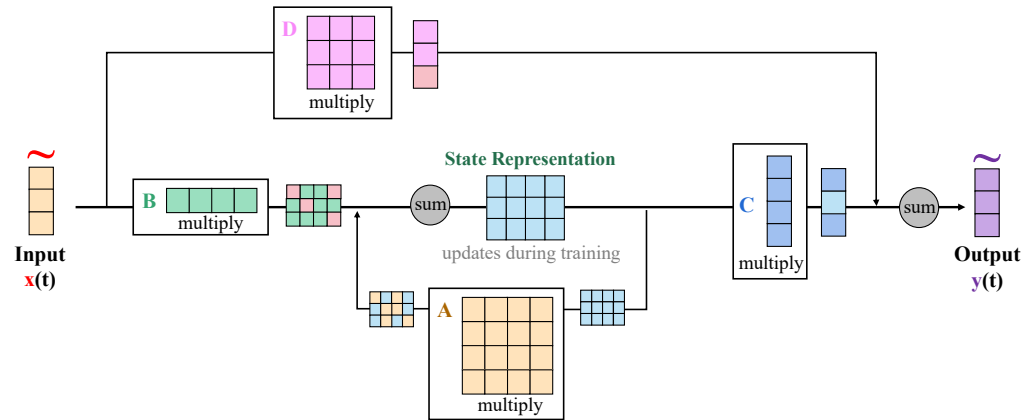 D
multiply
~
Input
x(t)
B
multiply
sum
State Representation
updates during training
A
multiply
C
multiply
sum
~
Output
y(t)